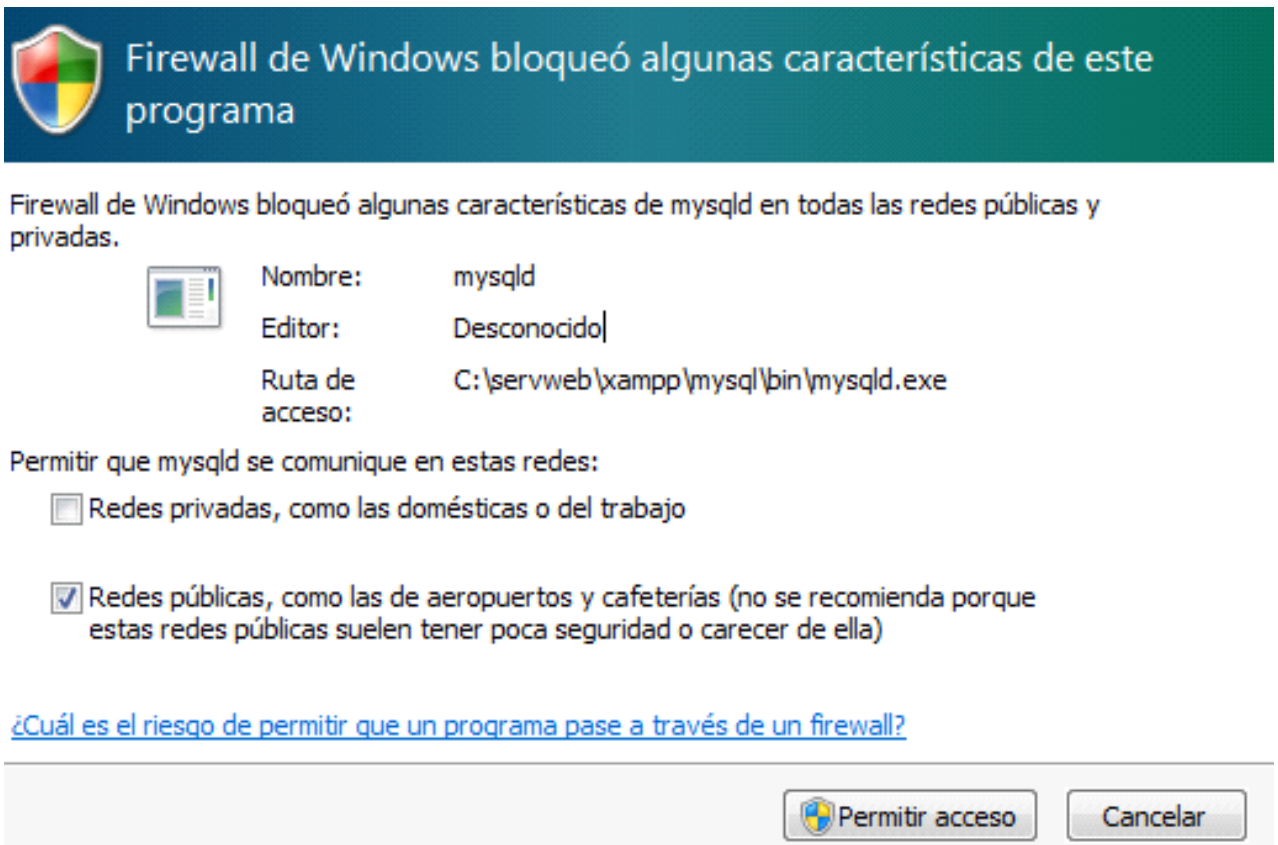 Firewall de Windows bloqueó algunas características de este
programa
Firewall de Windows bloqueó algunas características de mysqld en todas las redes públicas y
privadas.
Nombre: mysqld
Editor: Desconocido
Ruta de C:\servweb\xampp\mysql\bin\mysqld.exe
acceso:
Permitir que mysqld se comunique en estas redes:
Redes privadas, como las domésticas o del trabajo
Redes públicas, como las de aeropuertos y cafeterías (no se recomienda porque
estas redes públicas suelen tener poca seguridad o carecer de ella)
¿Cuál es el riesgo de permitir que un programa pase a través de un firewall?
Permitir acceso Cancelar